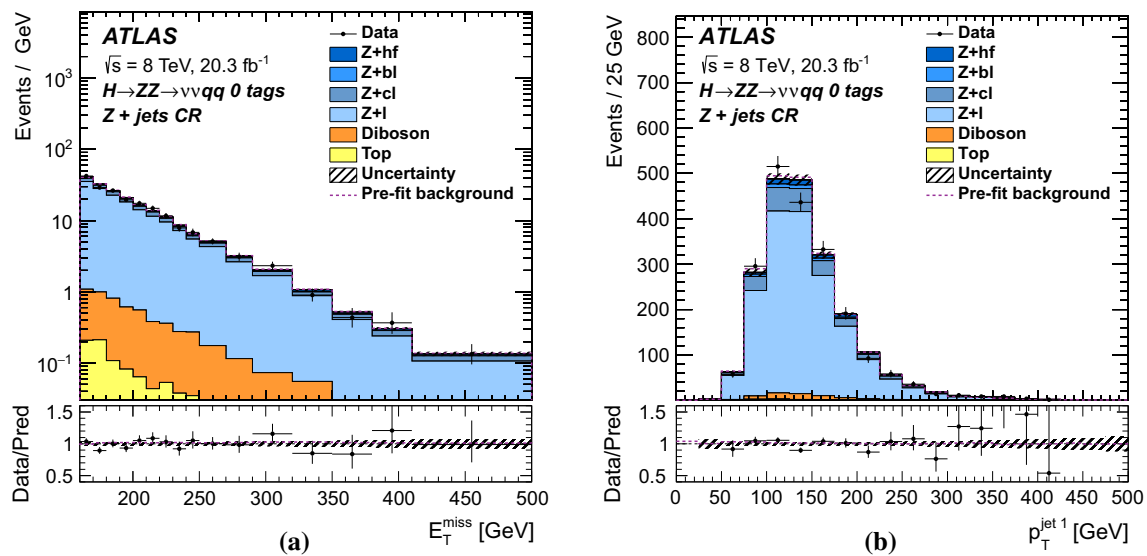 Events / GeV
10³
10²
10
1
10⁻¹
ATLAS
√s = 8 TeV, 20.3 fb⁻¹
H→ZZ→ννqq 0 tags
Z + jets CR
Data
Z+hf
Z+bl
Z+cl
Z+l
Diboson
Top
Uncertainty
Pre-fit background
Data/Pred
1.5
1
0.5
200 250 300 350 400 450 500
E_T^miss [GeV]
(a)
Events / 25 GeV
800
700
600
500
400
300
200
100
ATLAS
√s = 8 TeV, 20.3 fb⁻¹
H→ZZ→ννqq 0 tags
Z + jets CR
Data
Z+hf
Z+bl
Z+cl
Z+l
Diboson
Top
Uncertainty
Pre-fit background
Data/Pred
1.5
1
0.5
0 50 100 150 200 250 300 350 400 450 500
p_T^jet 1 [GeV]
(b)